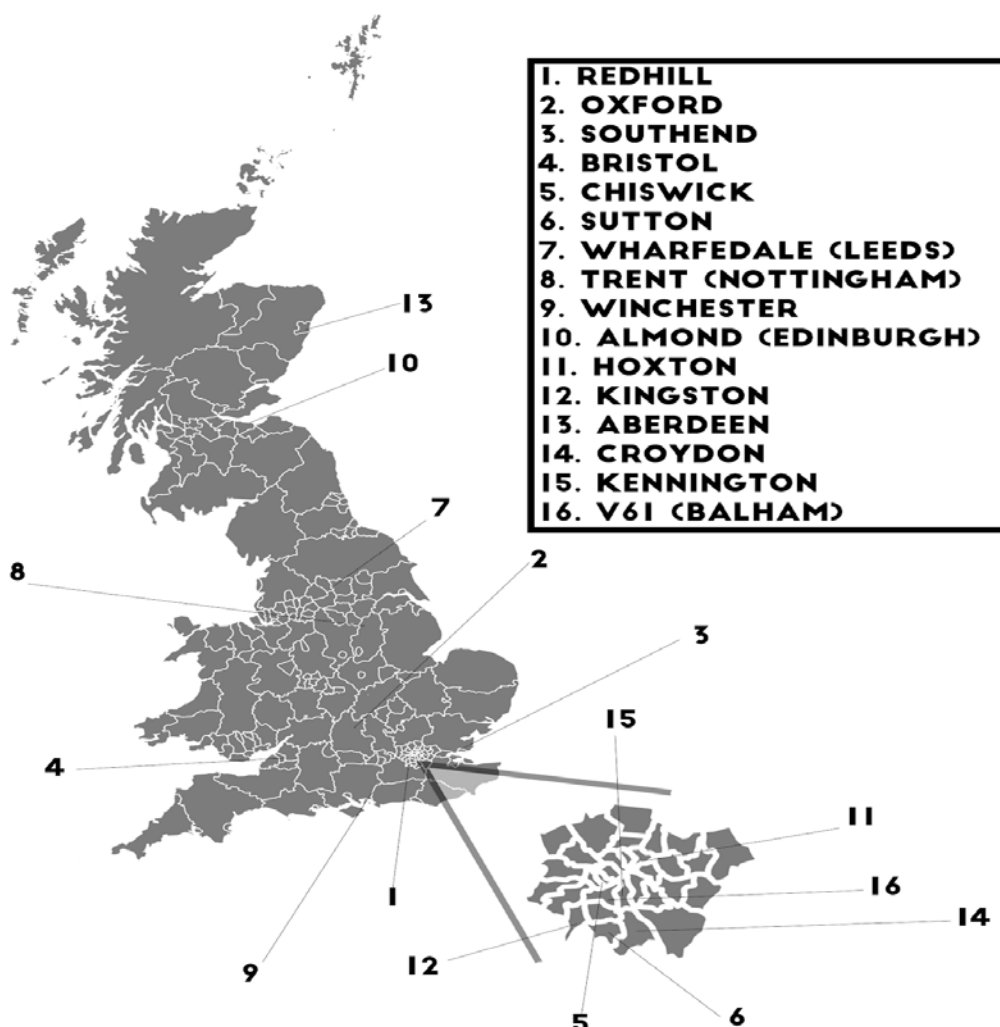 1. REDHILL
2. OXFORD
3. SOUTHEND
4. BRISTOL
5. CHISWICK
6. SUTTON
7. WHARFEDALE (LEEDS)
8. TRENT (NOTTINGHAM)
9. WINCHESTER
10. ALMOND (EDINBURGH)
11. HOXTON
12. KINGSTON
13. ABERDEEN
14. CROYDON
15. KENNINGTON
16. V61 (BALHAM)
13
10
7
2
8
3
15
4
11
16
1
14
12
9
6
5